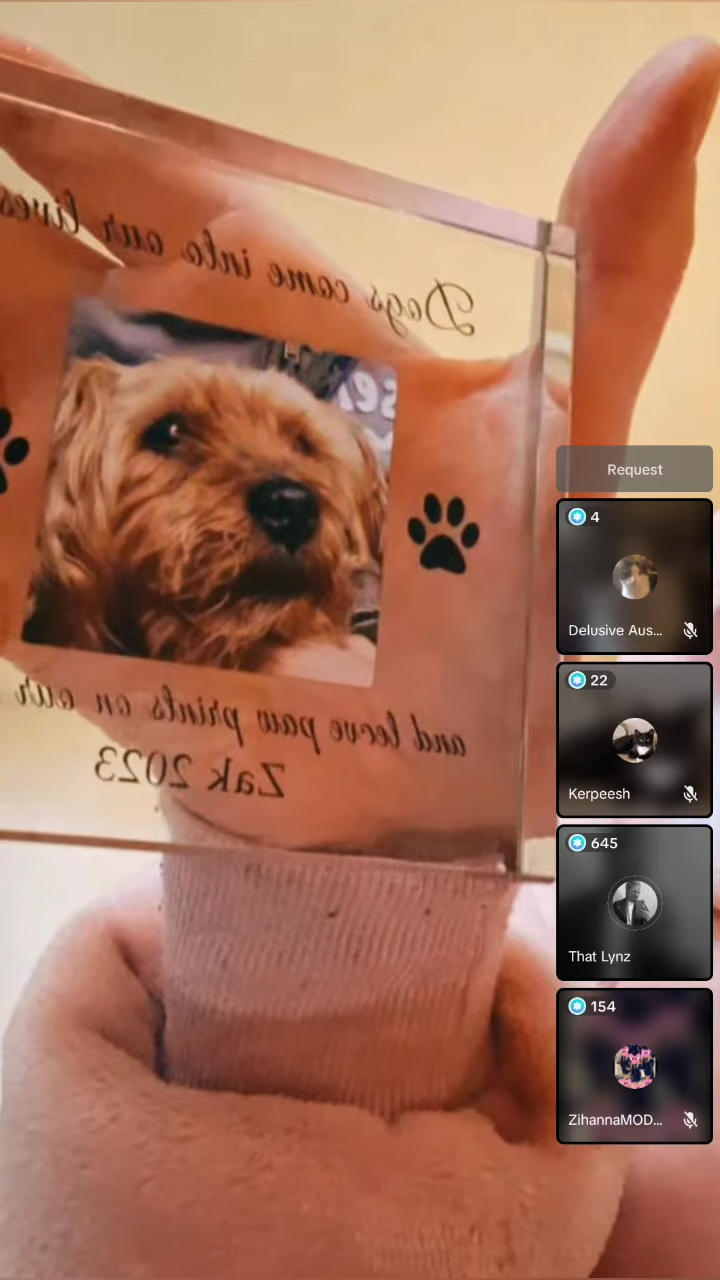 Dogs come into our lives
and leave paw prints on our
Zak 2023
Request
4
Delusive Aus...
22
Kerpeesh
645
That Lynz
154
ZihannaMOD...